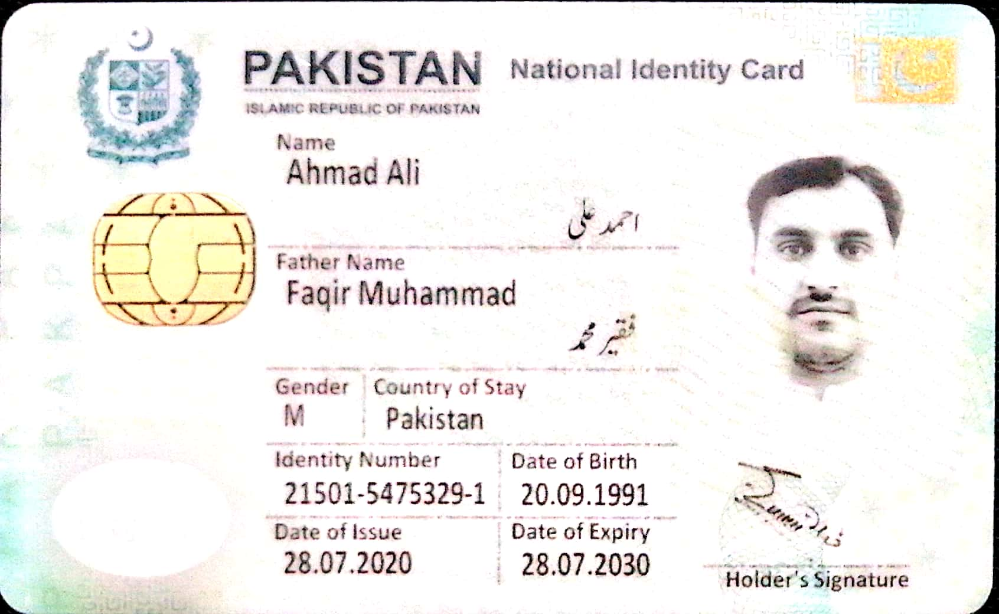 PAKISTAN National Identity Card
ISLAMIC REPUBLIC OF PAKISTAN
Name
Ahmad Ali
احمد علی
Father Name
Faqir Muhammad
فقیر محمد
Gender Country of Stay
M Pakistan
Identity Number Date of Birth
21501-5475329-1 20.09.1991
Date of Issue Date of Expiry
28.07.2020 28.07.2030
Holder's Signature